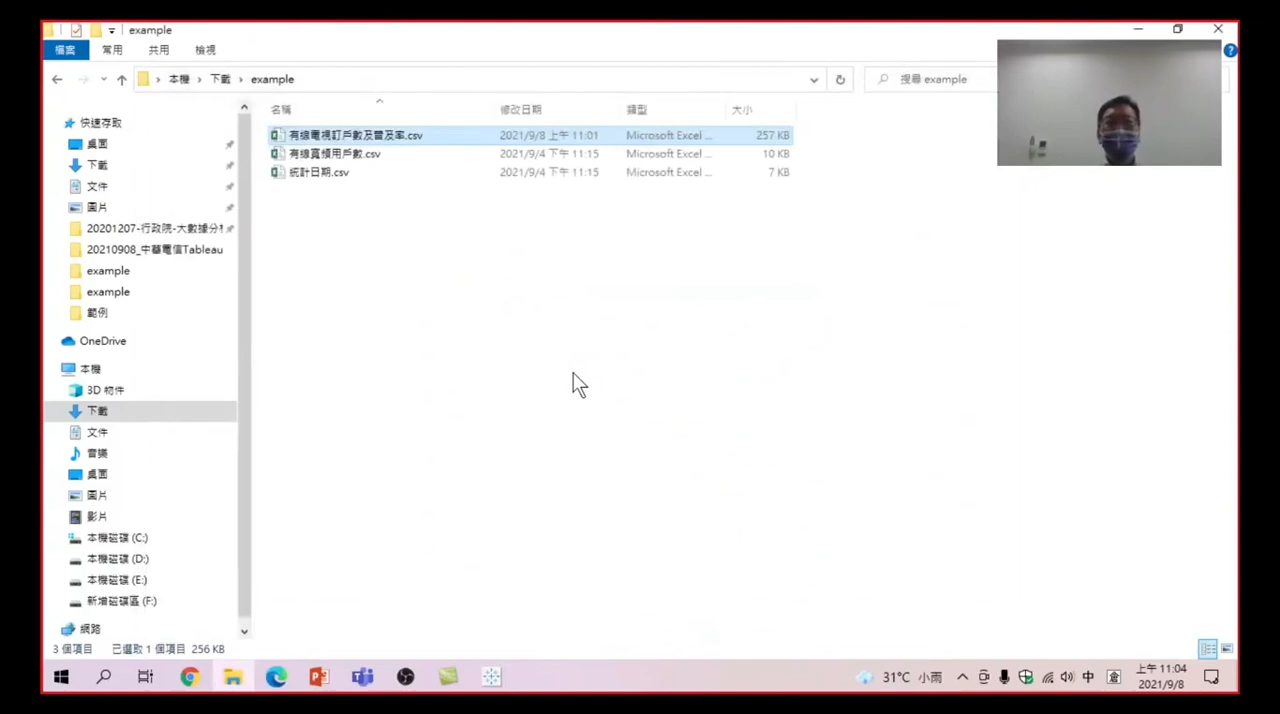 example
檔案 常用 共用 檢視
本機 › 下載 › example
搜尋 example
名稱 修改日期 類型 大小
有線電視訂戶數及普及率.csv 2021/9/8 上午 11:01 Microsoft Excel ... 257 KB
有線寬頻用戶數.csv 2021/9/4 下午 11:15 Microsoft Excel ... 10 KB
統計日期.csv 2021/9/4 下午 11:15 Microsoft Excel ... 7 KB
快速存取
桌面
下載
文件
圖片
20201207-行政院-大數據分析
20210908_中華電信Tableau
example
example
範例
OneDrive
本機
3D 物件
下載
文件
音樂
桌面
圖片
影片
本機磁碟 (C:)
本機磁碟 (D:)
本機磁碟 (E:)
新增磁碟區 (F:)
網路
3 個項目 已選取 1 個項目 256 KB
31°C 小雨 中 倉 上午 11:04
2021/9/8